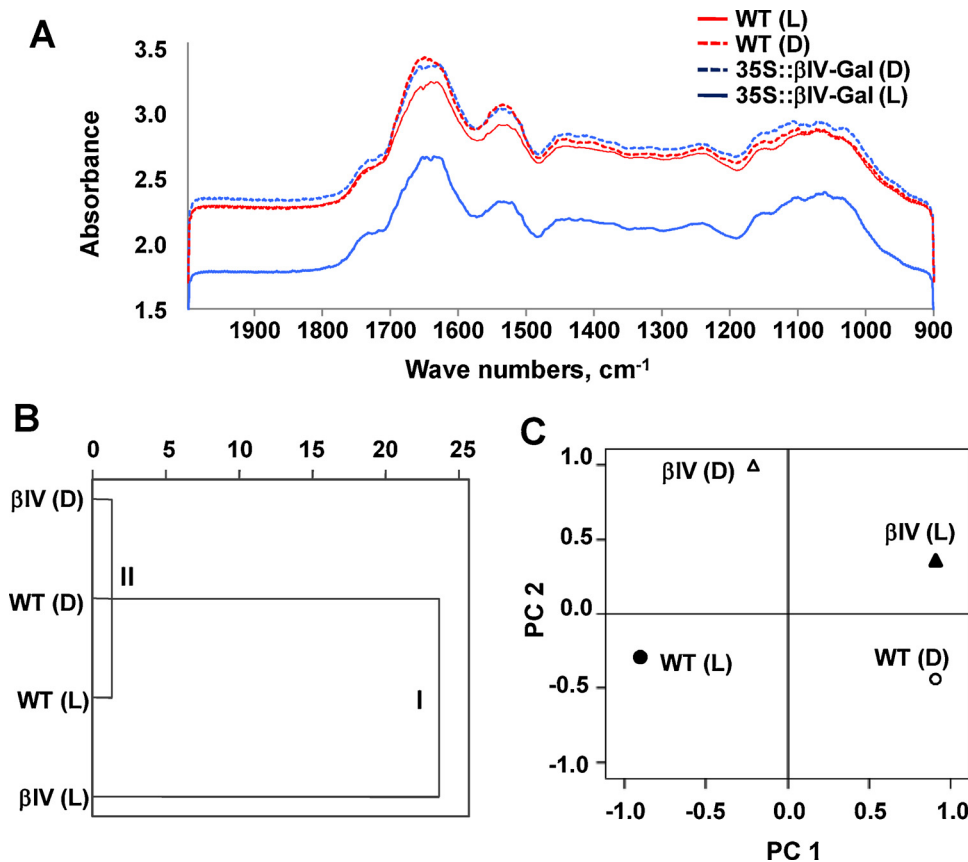 A
WT (L)
WT (D)
35S::βIV-Gal (D)
35S::βIV-Gal (L)
3.5
3.0
2.5
2.0
1.5
Absorbance
1900 1800 1700 1600 1500 1400 1300 1200 1100 1000 900
Wave numbers, cm-1
B
0 5 10 15 20 25
βIV (D)
II
WT (D)
WT (L)
I
βIV (L)
C
1.0
0.5
0.0
-0.5
-1.0
PC 2
βIV (D)
βIV (L)
WT (L)
WT (D)
-1.0 -0.5 0.0 0.5 1.0
PC 1